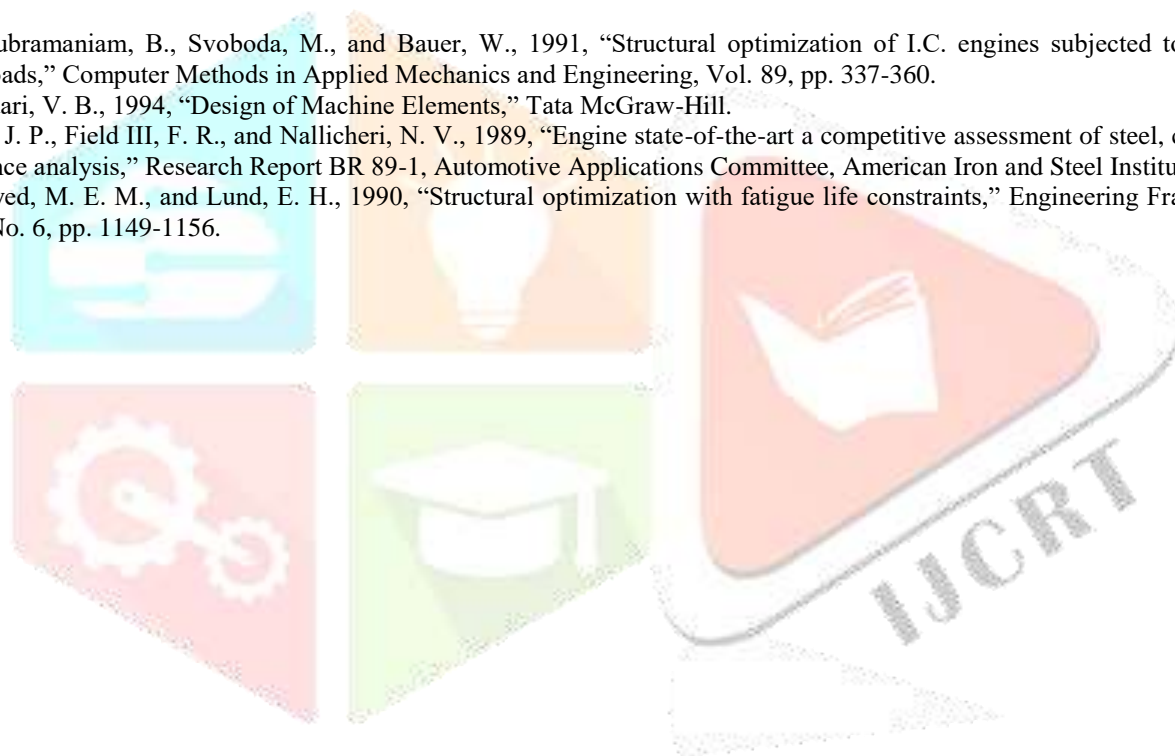 ubramaniam, B., Svoboda, M., and Bauer, W., 1991, “Structural optimization of I.C. engines subjected to
oads,” Computer Methods in Applied Mechanics and Engineering, Vol. 89, pp. 337-360.
ari, V. B., 1994, “Design of Machine Elements,” Tata McGraw-Hill.
J. P., Field III, F. R., and Nallicheri, N. V., 1989, “Engine state-of-the-art a competitive assessment of steel,
nce analysis,” Research Report BR 89-1, Automotive Applications Committee, American Iron and Steel Institu
yed, M. E. M., and Lund, E. H., 1990, “Structural optimization with fatigue life constraints,” Engineering Fra
No. 6, pp. 1149-1156.
IJCRT